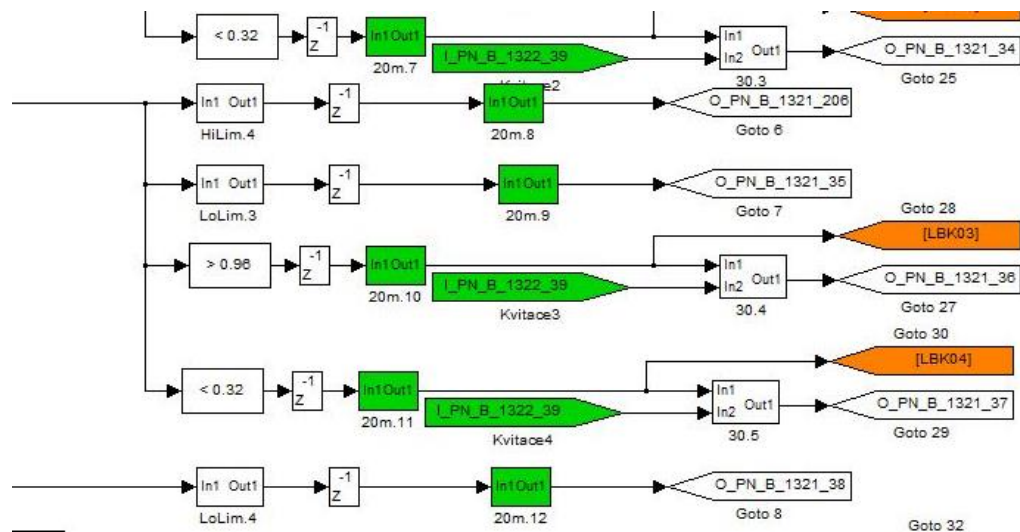 < 0.32
-1
Z
In1 Out1
20m.7
I_PN_B_1322_39
Kvitace2
In1
In2
Out1
30.3
O_PN_B_1321_34
Goto 25
In1 Out1
HiLim.4
-1
Z
In1 Out1
20m.8
O_PN_B_1321_206
Goto 6
In1 Out1
LoLim.3
-1
Z
In1 Out1
20m.9
O_PN_B_1321_35
Goto 7
Goto 28
[LBK03]
> 0.96
-1
Z
In1 Out1
20m.10
I_PN_B_1322_39
Kvitace3
In1
In2
Out1
30.4
O_PN_B_1321_36
Goto 27
Goto 30
[LBK04]
< 0.32
-1
Z
In1 Out1
20m.11
I_PN_B_1322_39
Kvitace4
In1
In2
Out1
30.5
O_PN_B_1321_37
Goto 29
In1 Out1
LoLim.4
-1
Z
In1 Out1
20m.12
O_PN_B_1321_38
Goto 8
Goto 32